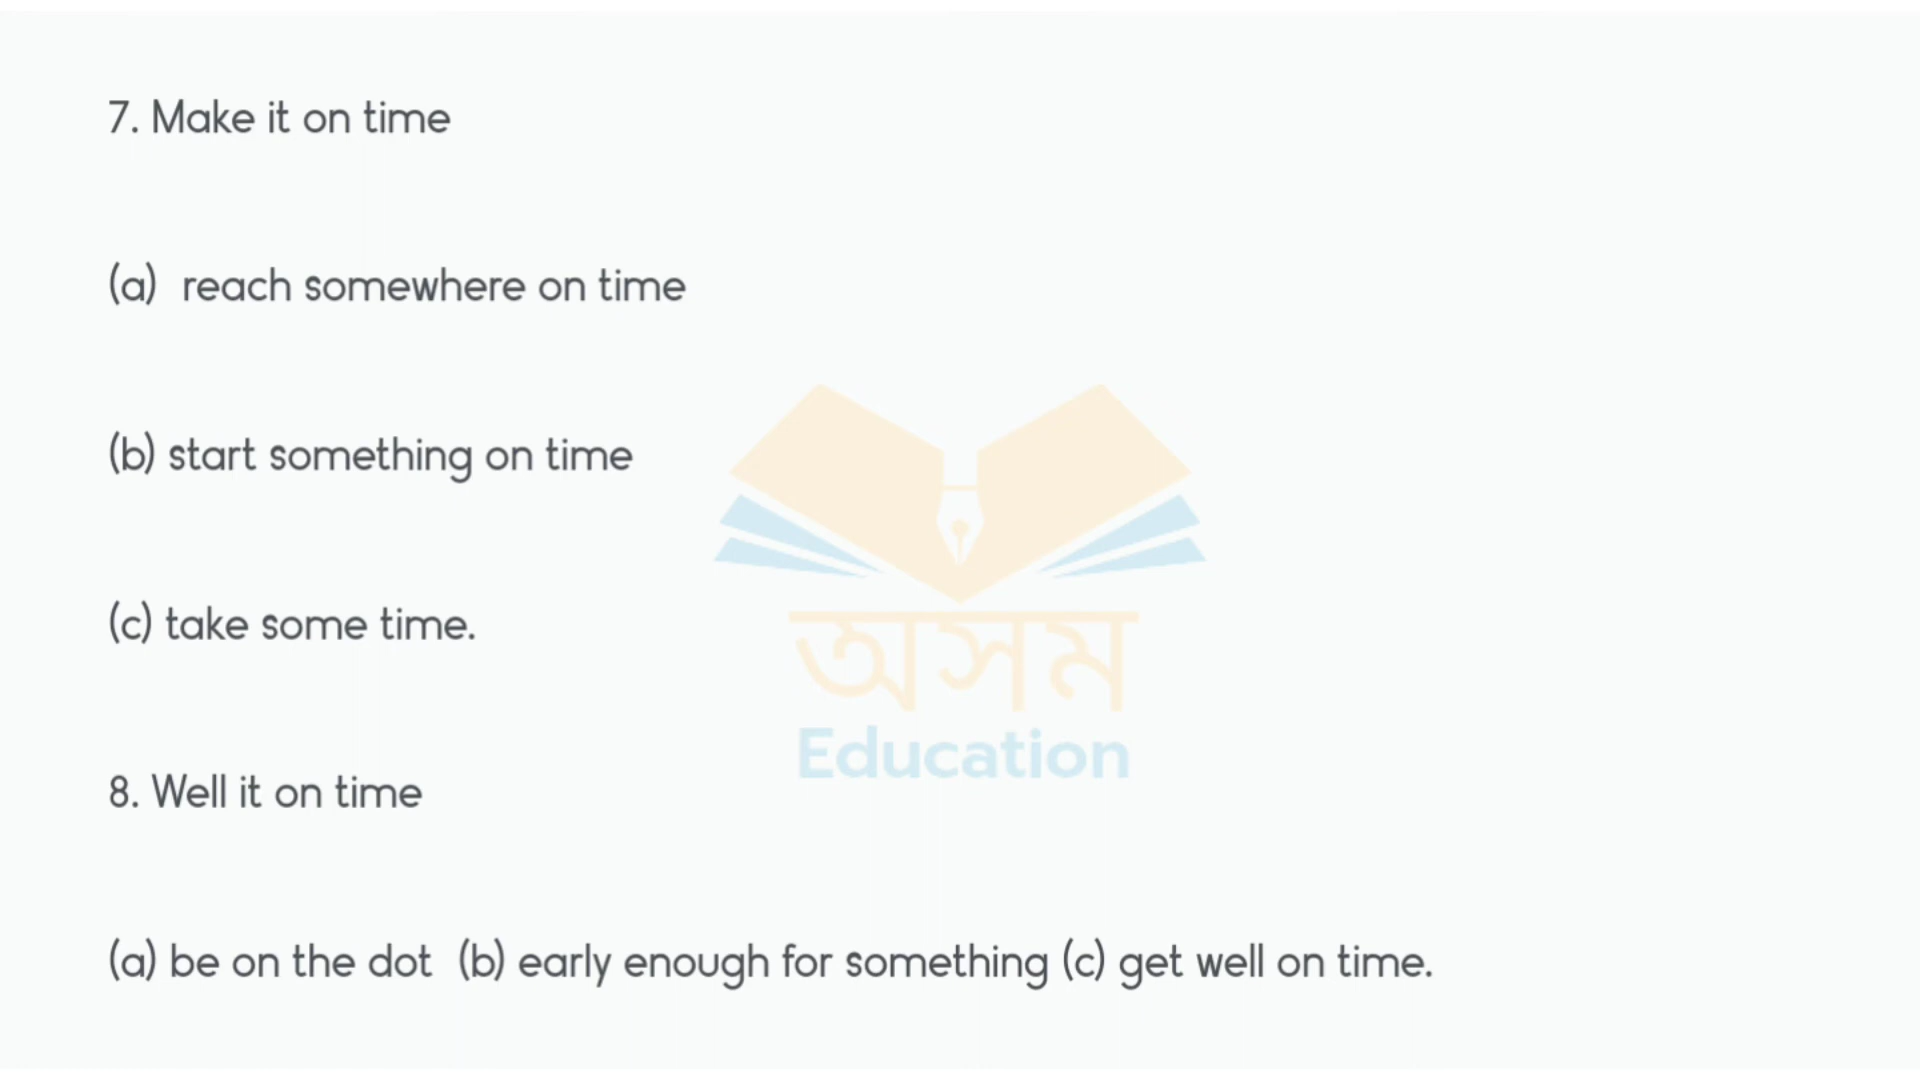 7. Make it on time
(a) reach somewhere on time
(b) start something on time
(c) take some time.
অসম
Education
8. Well it on time
(a) be on the dot (b) early enough for something (c) get well on time.